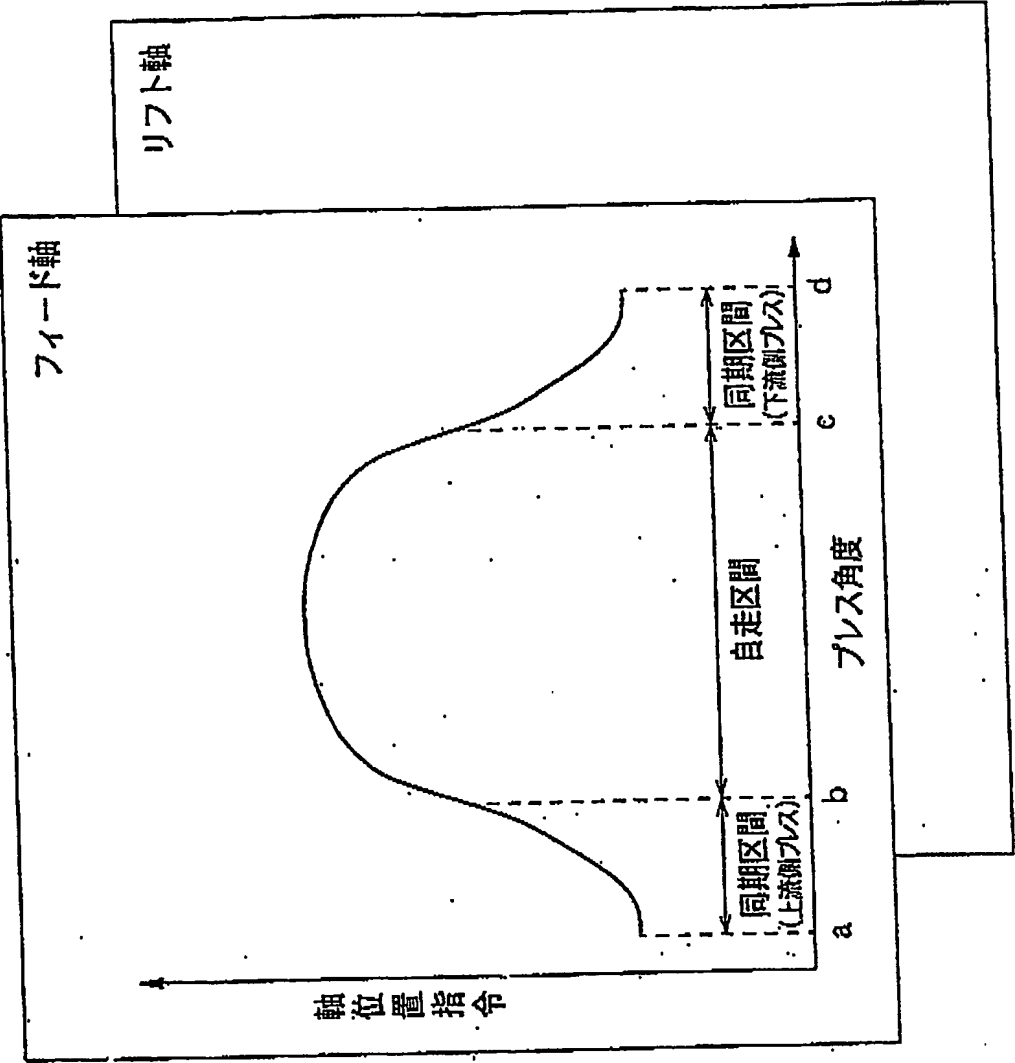 リフト軸
フィード軸
軸位置指令
同期区間
(上流側プレス)
自走区間
同期区間
(下流側プレス)
a
b
c
d
プレス角度